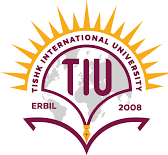 TISHK INTERNATIONAL UNIVERSITY
TIU
ERBIL 2008